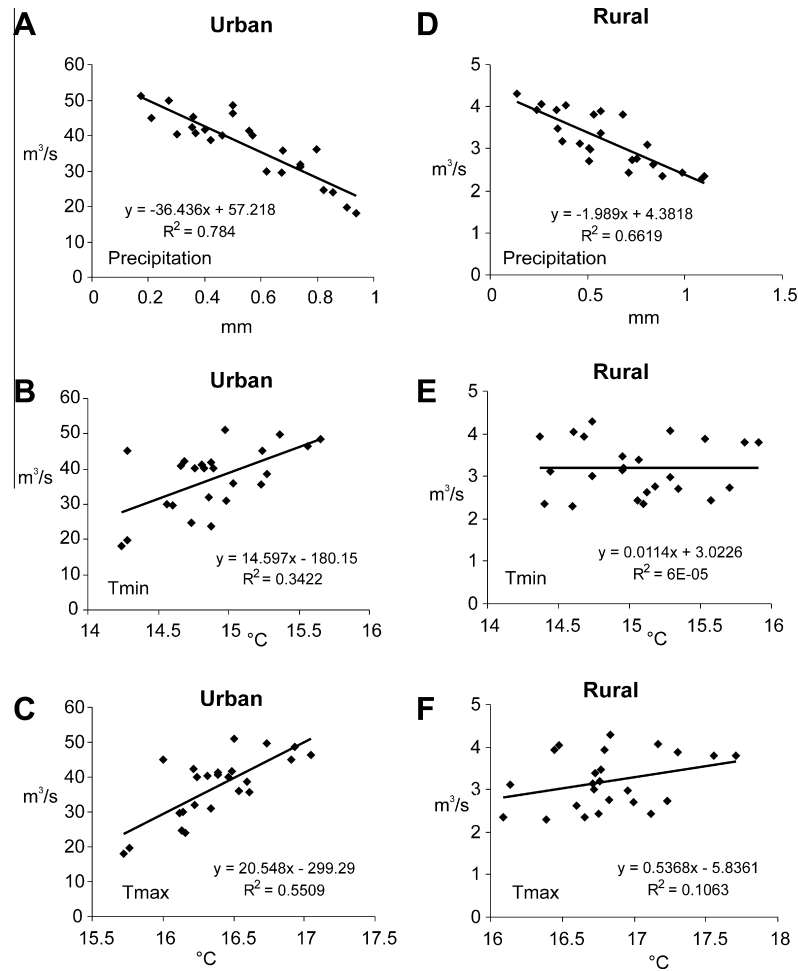 A
Urban
60
50
40
30
20
10
0
m³/s
y = -36.436x + 57.218
R² = 0.784
Precipitation
0 0.2 0.4 0.6 0.8 1
mm
D
Rural
5
4
3
2
1
0
m³/s
y = -1.989x + 4.3818
R² = 0.6619
Precipitation
0 0.5 1 1.5
mm
B
Urban
60
50
40
30
20
10
0
m³/s
y = 14.597x - 180.15
R² = 0.3422
Tmin
14 14.5 15 15.5 16
°C
E
Rural
5
4
3
2
1
0
m³/s
y = 0.0114x + 3.0226
R² = 6E-05
Tmin
14 14.5 15 15.5 16
°C
C
Urban
60
50
40
30
20
10
0
m³/s
y = 20.548x - 299.29
R² = 0.5509
Tmax
15.5 16 16.5 17 17.5
°C
F
Rural
5
4
3
2
1
0
m³/s
y = 0.5368x - 5.8361
R² = 0.1063
Tmax
16 16.5 17 17.5 18
°C